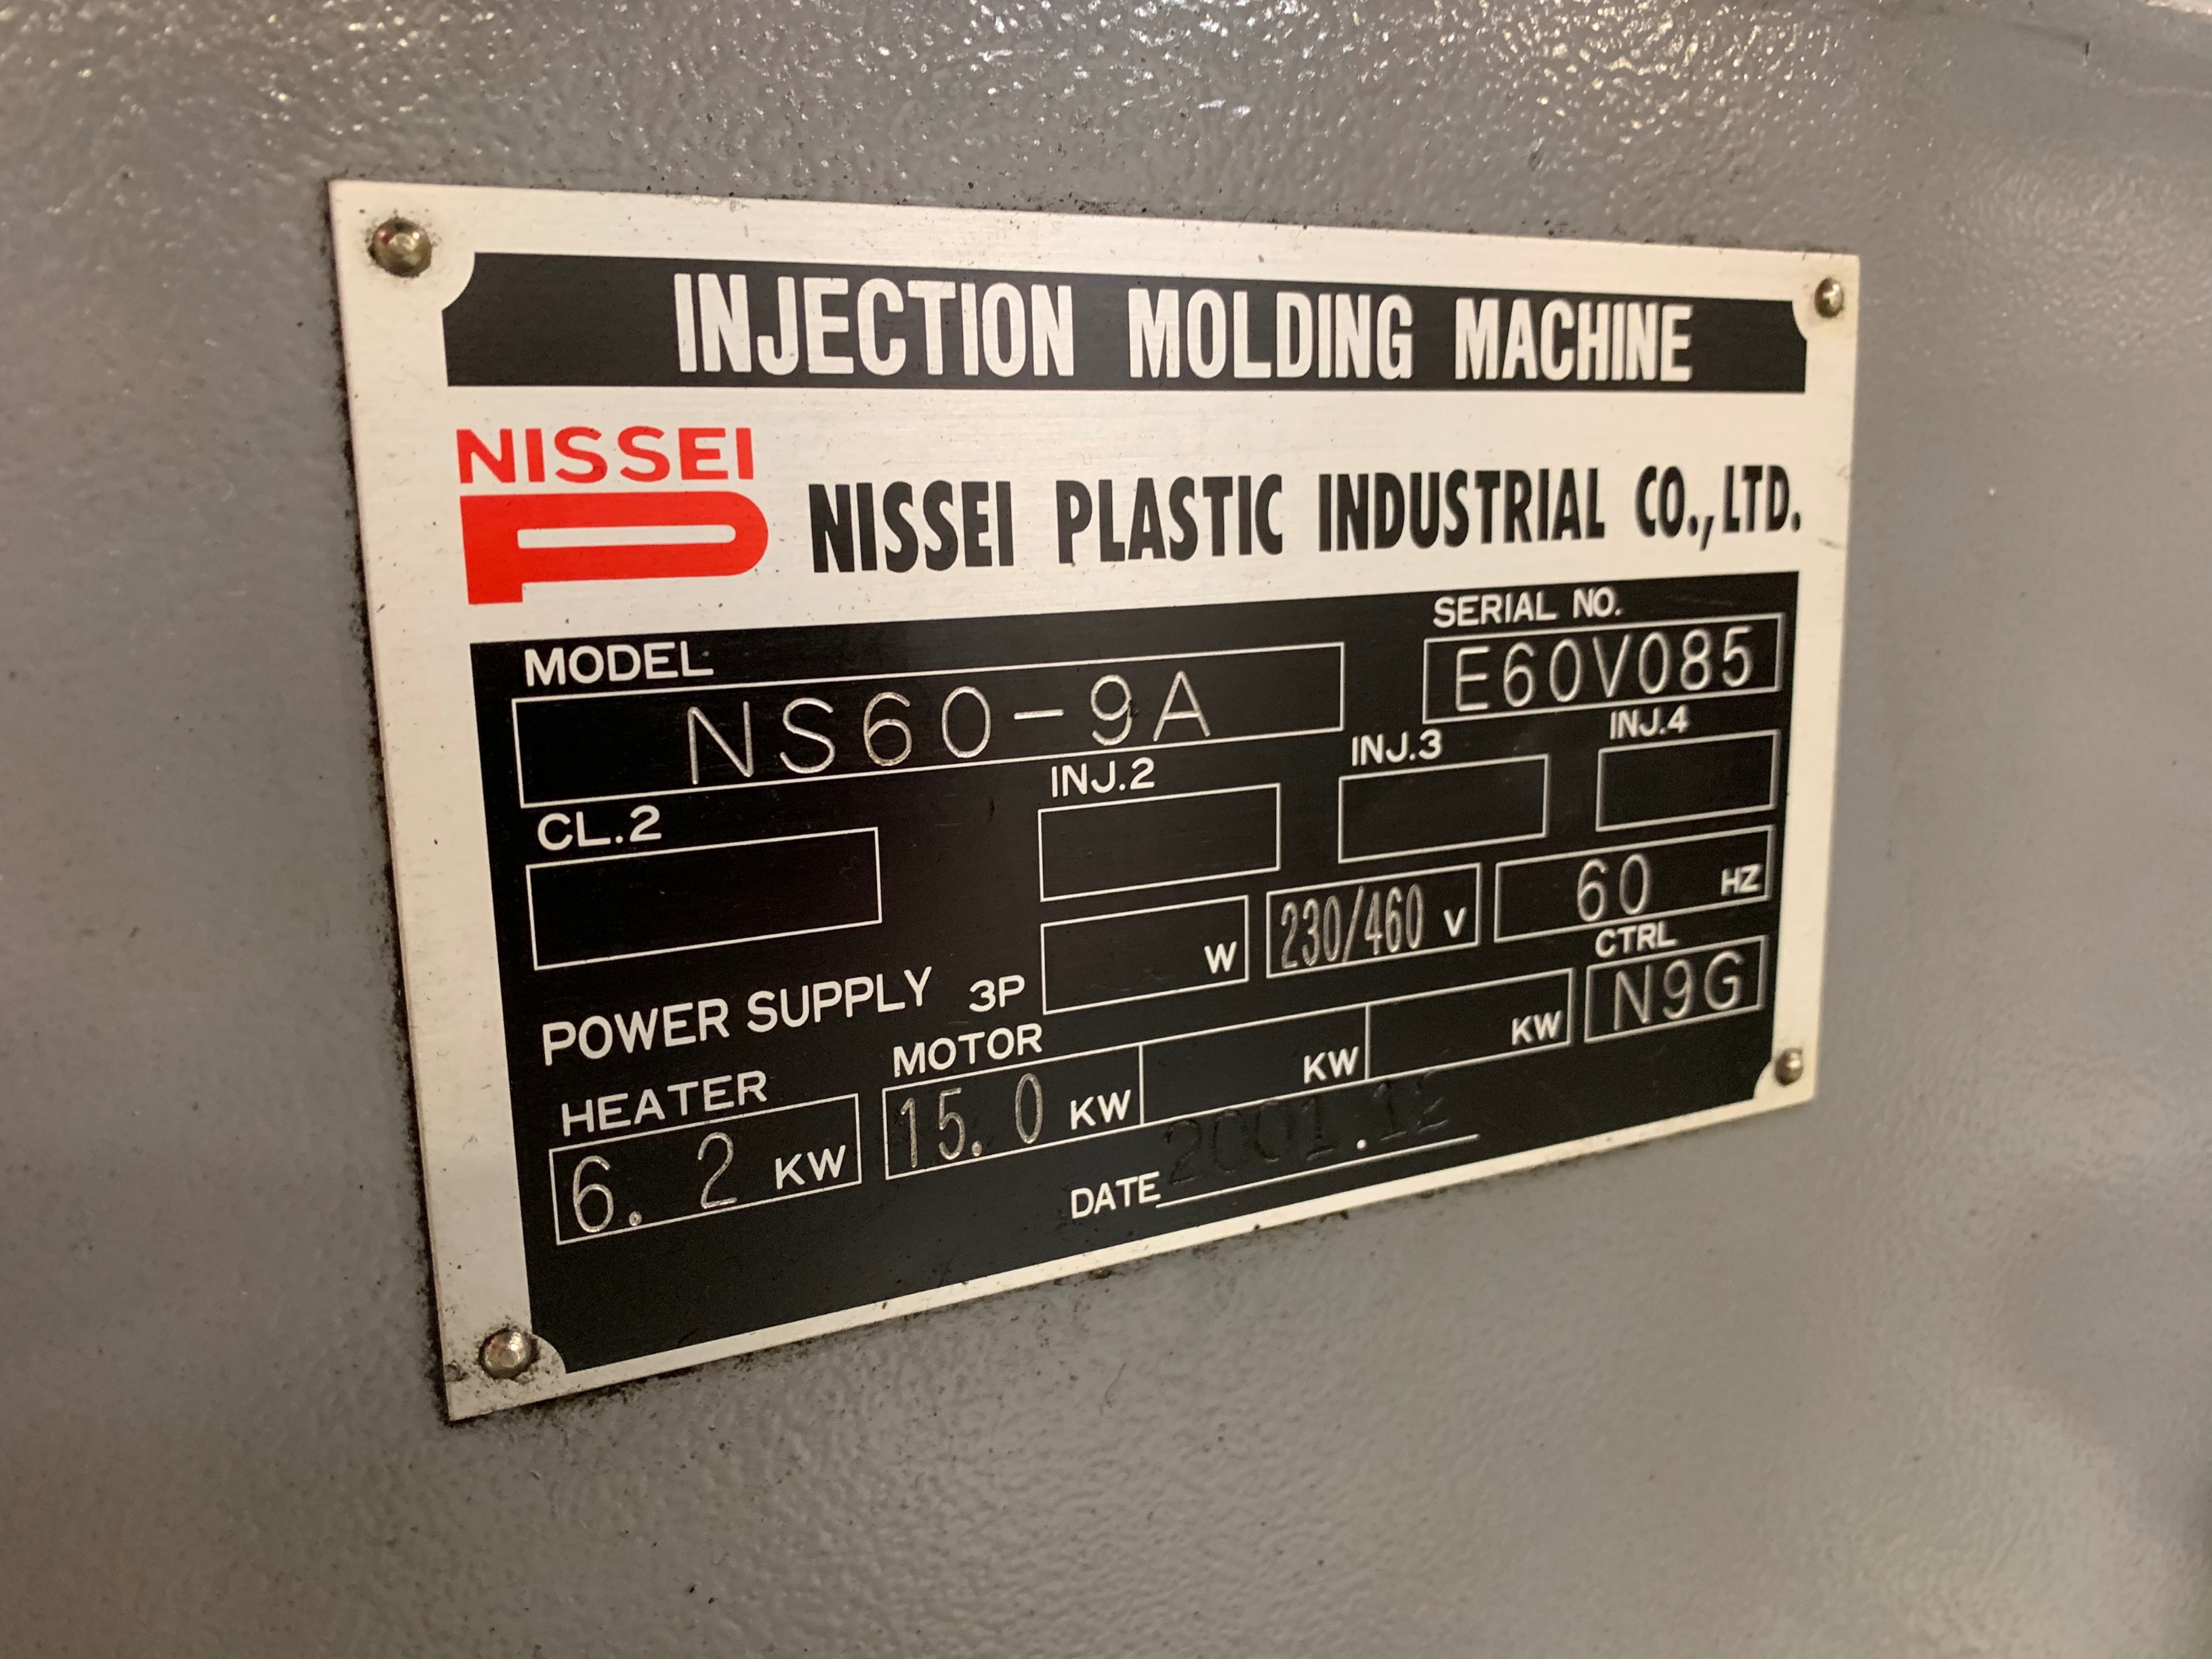 INJECTION MOLDING MACHINE
NISSEI
NISSEI PLASTIC INDUSTRIAL CO., LTD.
MODEL
NS60-9A
SERIAL NO.
E60V085
CL.2
INJ.2
INJ.3
INJ.4
POWER SUPPLY 3P
W
230/460 V
60 HZ
HEATER
6.2 KW
MOTOR
15.0 KW
KW
KW
CTRL
N9G
DATE 2001.12